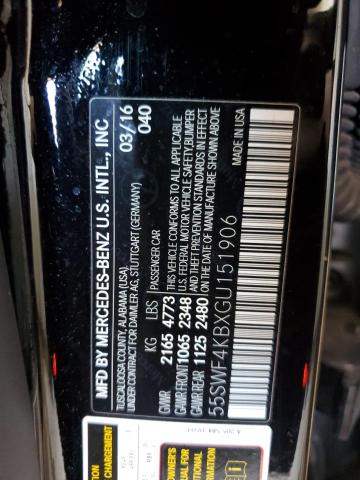 MFD BY MERCEDES-BENZ U.S. INTL., INC
TUSCALOOSA COUNTY, ALABAMA (USA)
UNDER CONTRACT FOR DAIMLER AG, STUTTGART (GERMANY)
03/16
040
KG LBS PASSENGER CAR
GVWR 2165 4773 THIS VEHICLE CONFORMS TO ALL APPLICABLE
GAWR FRONT 1065 2348 U.S. FEDERAL MOTOR VEHICLE SAFETY,BUMPER
GAWR REAR 1125 2480 AND THEFT PREVENTION STANDARDS IN EFFECT
ON THE DATE OF MANUFACTURE SHOWN ABOVE
55SWF4KBXGU151906
CHARGEMENT